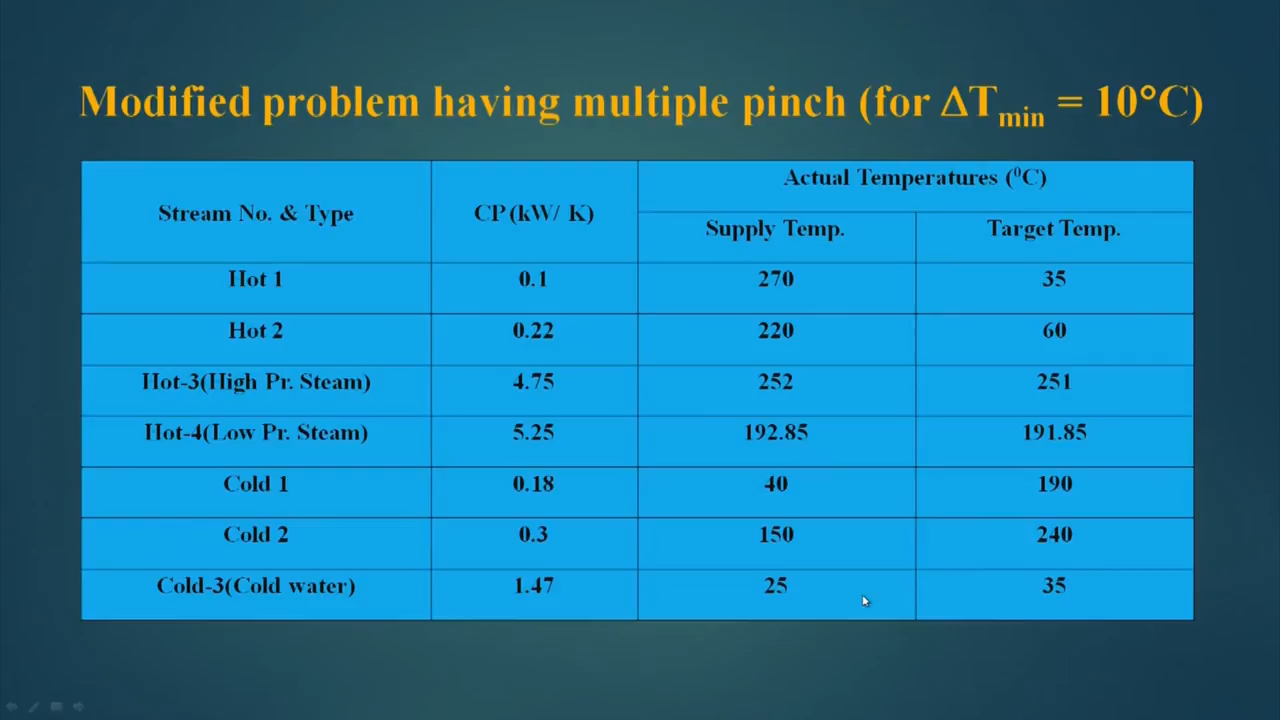 Modified problem having multiple pinch (for ΔTmin = 10°C)
Stream No. & Type CP (kW/ K) Actual Temperatures (⁰C)
Supply Temp. Target Temp.
Hot 1 0.1 270 35
Hot 2 0.22 220 60
Hot-3(High Pr. Steam) 4.75 252 251
Hot-4(Low Pr. Steam) 5.25 192.85 191.85
Cold 1 0.18 40 190
Cold 2 0.3 150 240
Cold-3(Cold water) 1.47 25 35